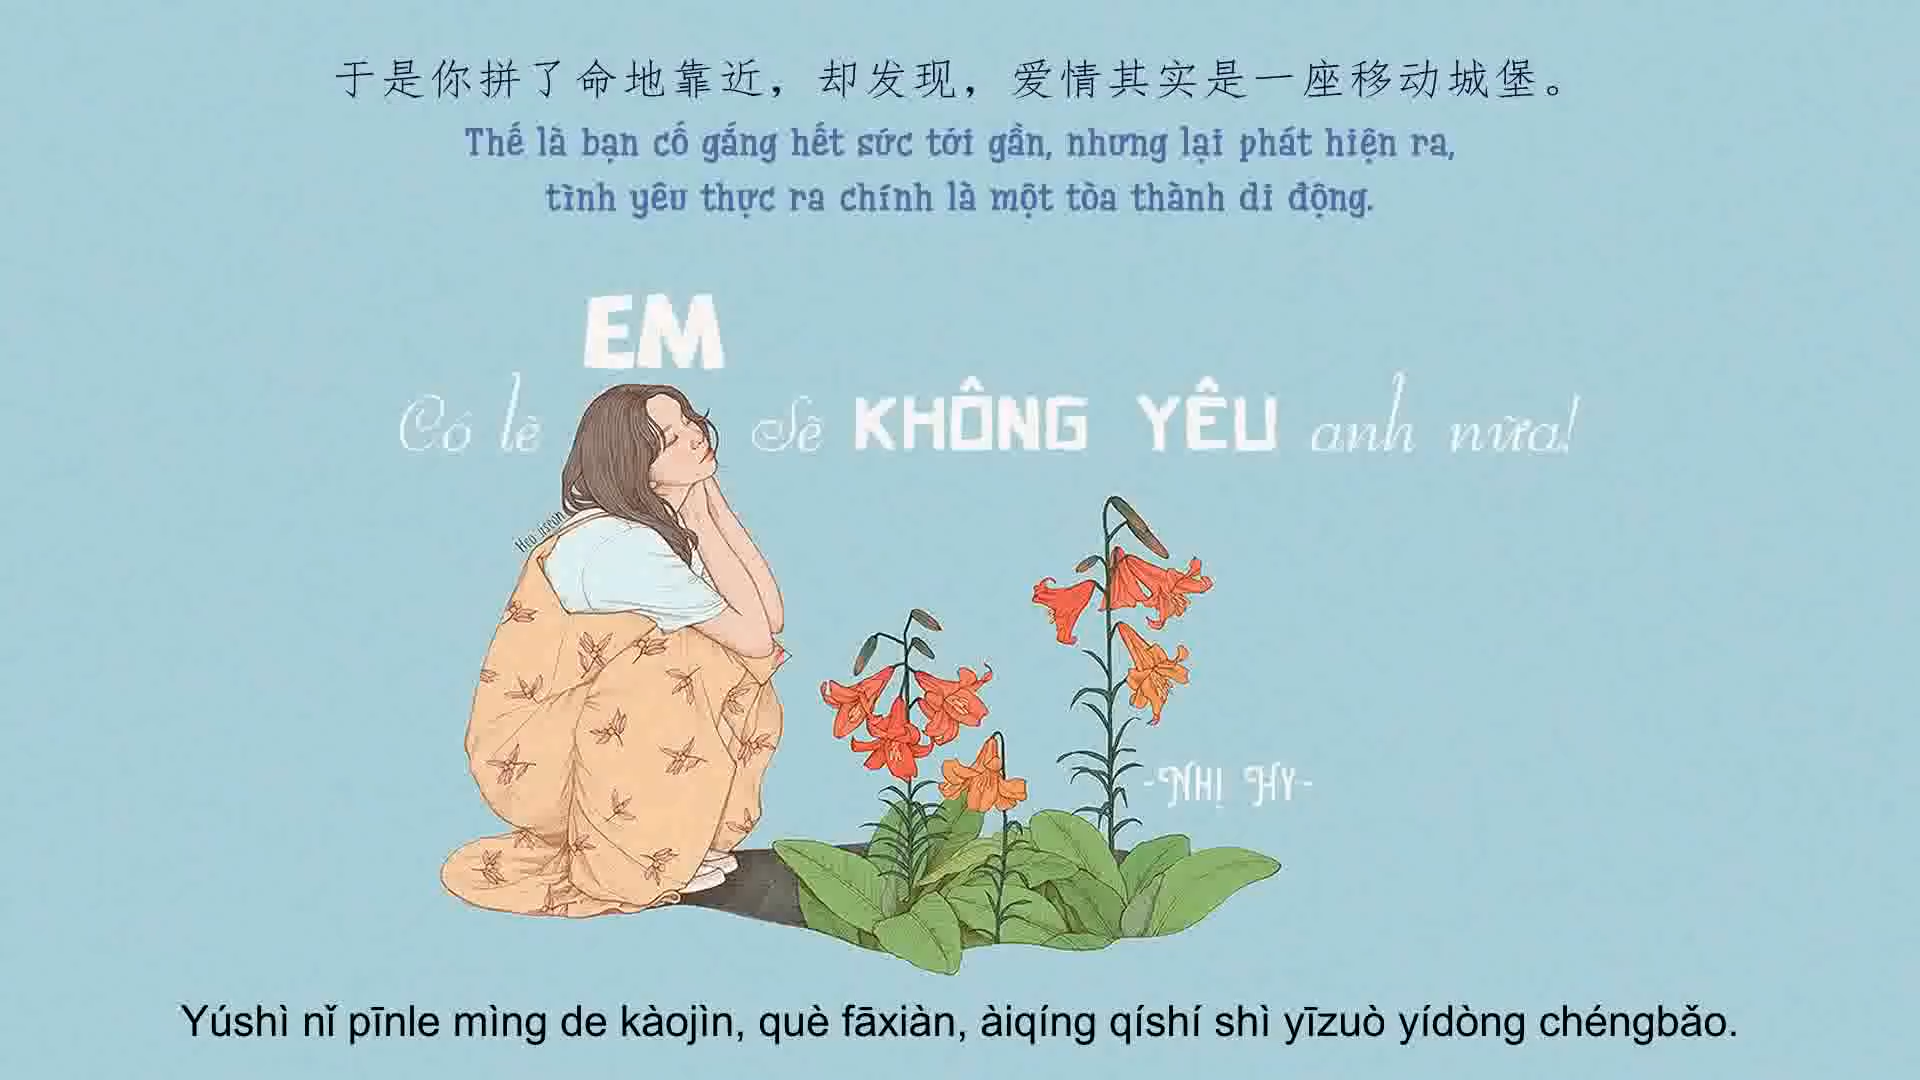 于是你拼了命地靠近，却发现，爱情其实是一座移动城堡。
Thế là bạn cố gắng hết sức tới gần, nhưng lại phát hiện ra,
tình yêu thực ra chính là một tòa thành di động.
Có lẽ EM Sẽ KHÔNG YÊU anh nữa!
Heo_jiseon
-NHỊ HY-
Yúshì nǐ pīnle mìng de kàojìn, què fāxiàn, àiqíng qíshí shì yīzuò yídòng chéngbǎo.